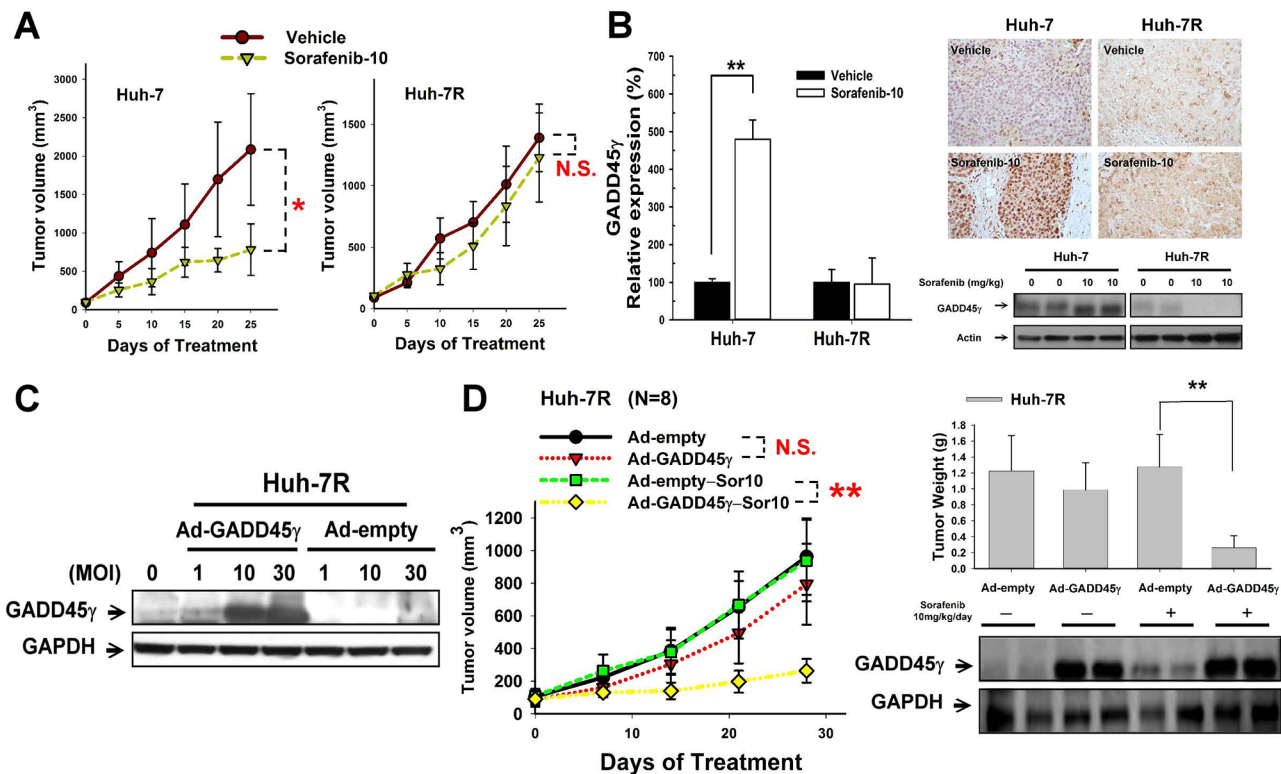 A
Vehicle
Sorafenib-10
Huh-7
Tumor volume (mm3)
3000
2500
2000
1500
1000
500
0
0 5 10 15 20 25
Days of Treatment
*
Huh-7R
Tumor volume (mm3)
1500
1000
500
0
0 5 10 15 20 25
Days of Treatment
N.S.
B
GADD45γ
Relative expression (%)
700
650
600
500
400
300
200
100
0
**
Vehicle
Sorafenib-10
Huh-7 Huh-7R
Huh-7 Huh-7R
Vehicle Vehicle
Sorafenib-10 Sorafenib-10
Huh-7 Huh-7R
Sorafenib (mg/kg) 0 0 10 10 0 0 10 10
GADD45γ
Actin
C
Huh-7R
Ad-GADD45γ Ad-empty
(MOI) 0 1 10 30 1 10 30
GADD45γ
GAPDH
D
Huh-7R (N=8)
Ad-empty
Ad-GADD45γ
N.S.
Ad-empty–Sor10
Ad-GADD45γ–Sor10
**
Tumor volume (mm3)
1200
1000
800
600
400
200
0
0 10 20 30
Days of Treatment
Huh-7R
**
Tumor Weight (g)
1.8
1.6
1.4
1.2
1.0
0.8
0.6
0.4
0.2
0.0
Ad-empty Ad-GADD45γ Ad-empty Ad-GADD45γ
Sorafenib
10mg/kg/day
— — + +
GADD45γ
GAPDH